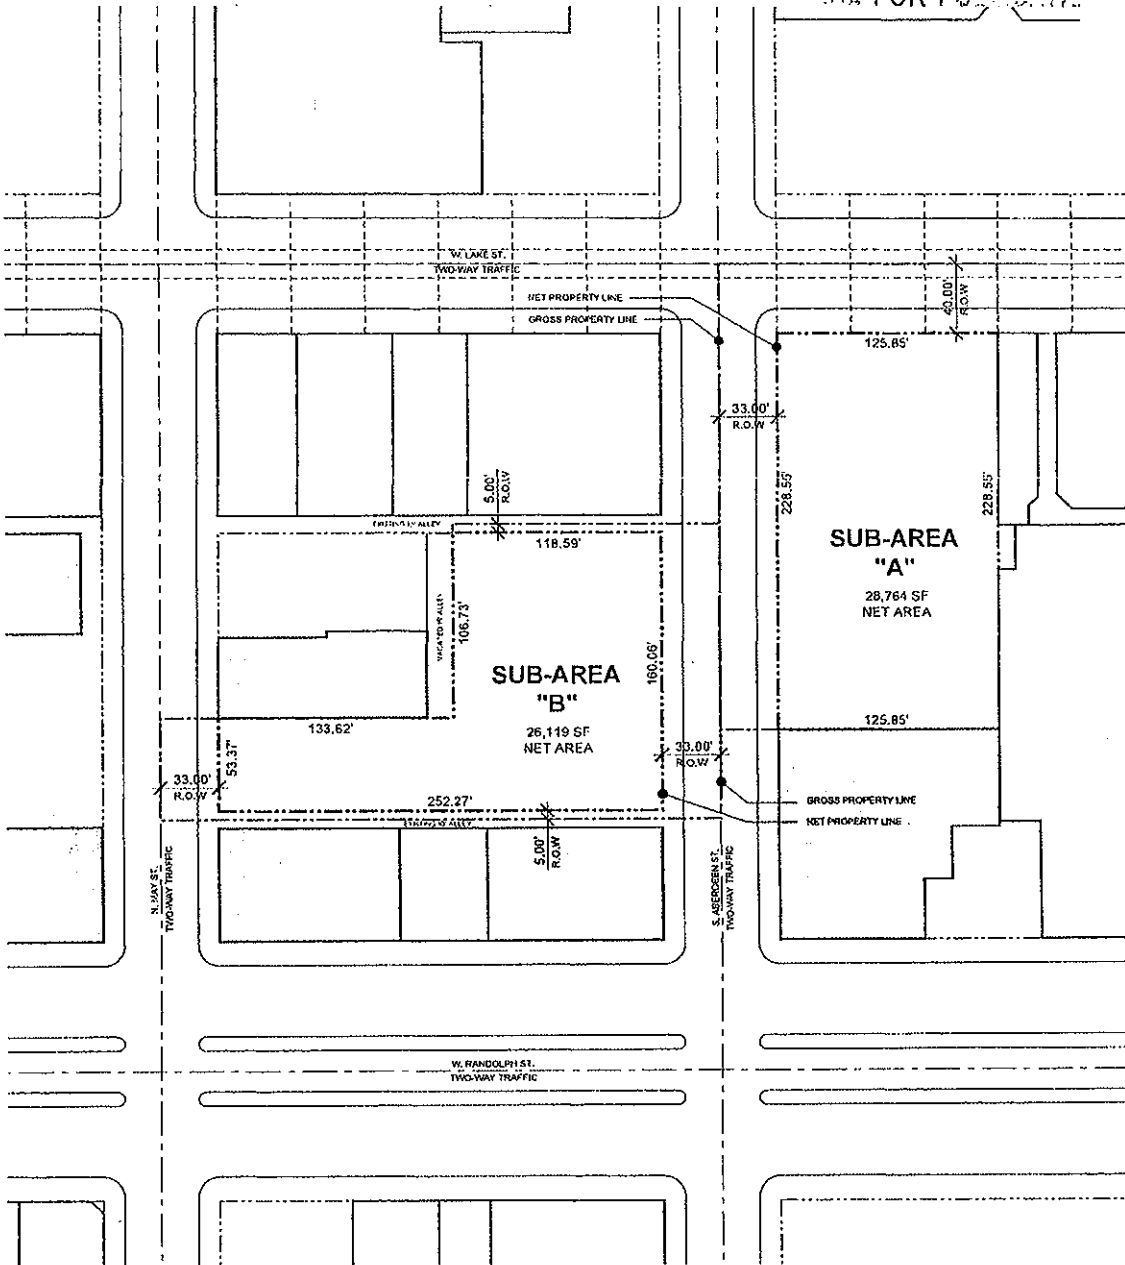 FOR
W. LAKE ST.
TWO-WAY TRAFFIC
NET PROPERTY LINE
GROSS PROPERTY LINE
40.00'
R.O.W
125.85'
33.00'
R.O.W
5.00'
R.O.W
228.55'
228.55'
118.59'
SUB-AREA
"A"
28,764 SF
NET AREA
106.73'
160.06'
SUB-AREA
"B"
26,119 SF
NET AREA
133.62'
125.85'
53.37'
33.00'
R.O.W
33.00'
R.O.W
252.27'
GROSS PROPERTY LINE
NET PROPERTY LINE
5.00'
R.O.W
N. MAY ST.
TWO-WAY TRAFFIC
S. ABERDEEN ST.
TWO-WAY TRAFFIC
W. RANDOLPH ST.
TWO-WAY TRAFFIC